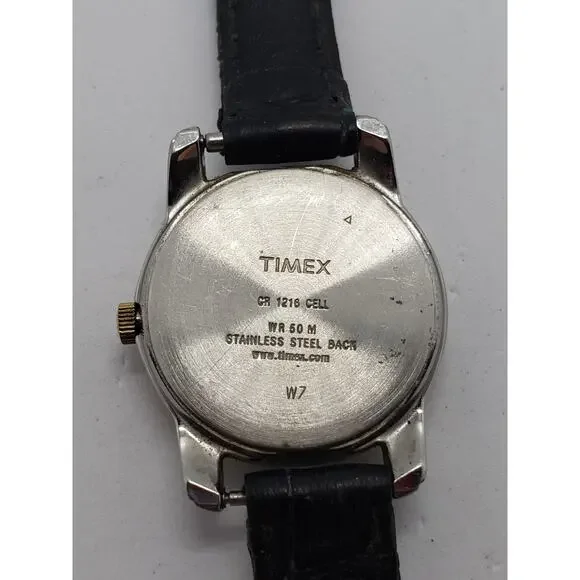 TIMEX
CR 1216 CELL
WR 50 M
STAINLESS STEEL BACK
www.timex.com
W7